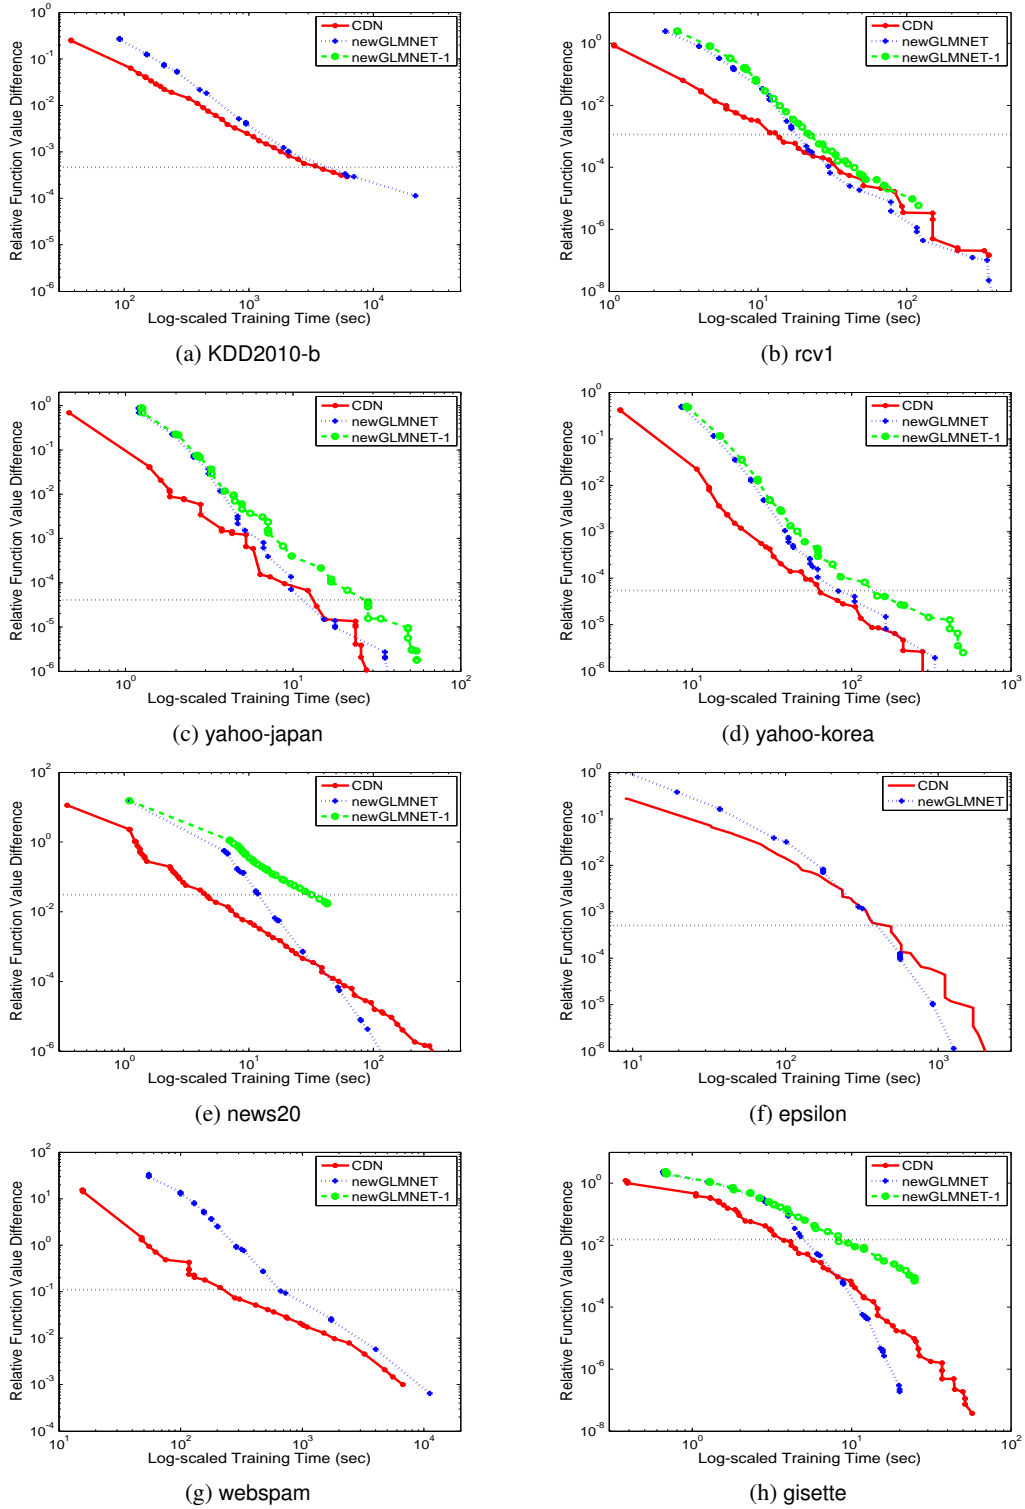 CDN
newGLMNET
10^0
10^-1
10^-2
10^-3
10^-4
10^-5
10^-6
Relative Function Value Difference
10^2 10^3 10^4
Log-scaled Training Time (sec)
(a) KDD2010-b
CDN
newGLMNET
newGLMNET-1
10^0
10^-2
10^-4
10^-6
10^-8
Relative Function Value Difference
10^0 10^1 10^2
Log-scaled Training Time (sec)
(b) rcv1
CDN
newGLMNET
newGLMNET-1
10^0
10^-1
10^-2
10^-3
10^-4
10^-5
10^-6
Relative Function Value Difference
10^0 10^1 10^2
Log-scaled Training Time (sec)
(c) yahoo-japan
CDN
newGLMNET
newGLMNET-1
10^0
10^-1
10^-2
10^-3
10^-4
10^-5
10^-6
Relative Function Value Difference
10^1 10^2 10^3
Log-scaled Training Time (sec)
(d) yahoo-korea
CDN
newGLMNET
newGLMNET-1
10^2
10^0
10^-2
10^-4
10^-6
Relative Function Value Difference
10^0 10^1 10^2
Log-scaled Training Time (sec)
(e) news20
CDN
newGLMNET
10^0
10^-1
10^-2
10^-3
10^-4
10^-5
10^-6
Relative Function Value Difference
10^1 10^2 10^3
Log-scaled Training Time (sec)
(f) epsilon
CDN
newGLMNET
newGLMNET-1
10^2
10^1
10^0
10^-1
10^-2
10^-3
10^-4
Relative Function Value Difference
10^1 10^2 10^3 10^4
Log-scaled Training Time (sec)
(g) webspam
CDN
newGLMNET
newGLMNET-1
10^0
10^-2
10^-4
10^-6
10^-8
Relative Function Value Difference
10^0 10^1 10^2
Log-scaled Training Time (sec)
(h) gisette